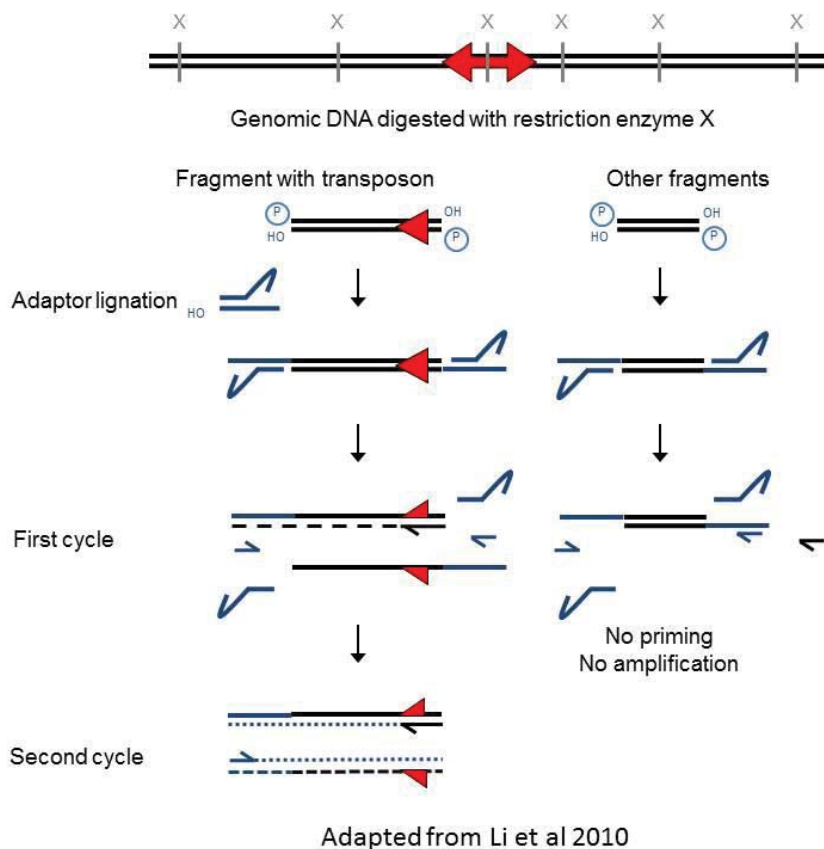 X X X X X X
Genomic DNA digested with restriction enzyme X
Fragment with transposon
Other fragments
P OH
HO P
P OH
HO P
Adaptor lignation
HO
First cycle
No priming
No amplification
Second cycle
Adapted from Li et al 2010